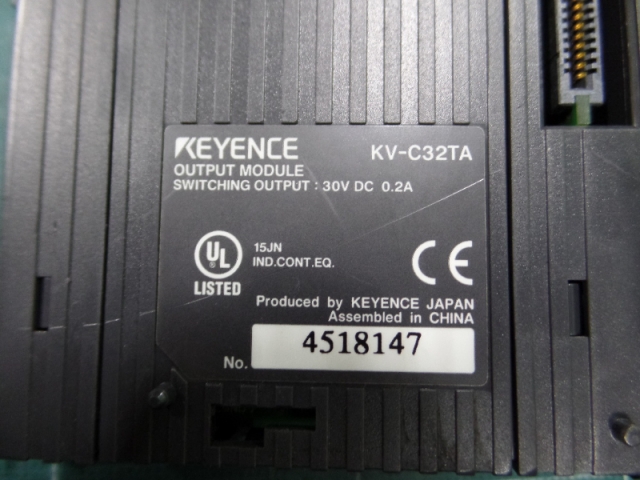 KEYENCE KV-C32TA
OUTPUT MODULE
SWITCHING OUTPUT : 30V DC 0.2A
UL
LISTED
15JN
IND.CONT.EQ.
CE
Produced by KEYENCE JAPAN
Assembled in CHINA
No. 4518147